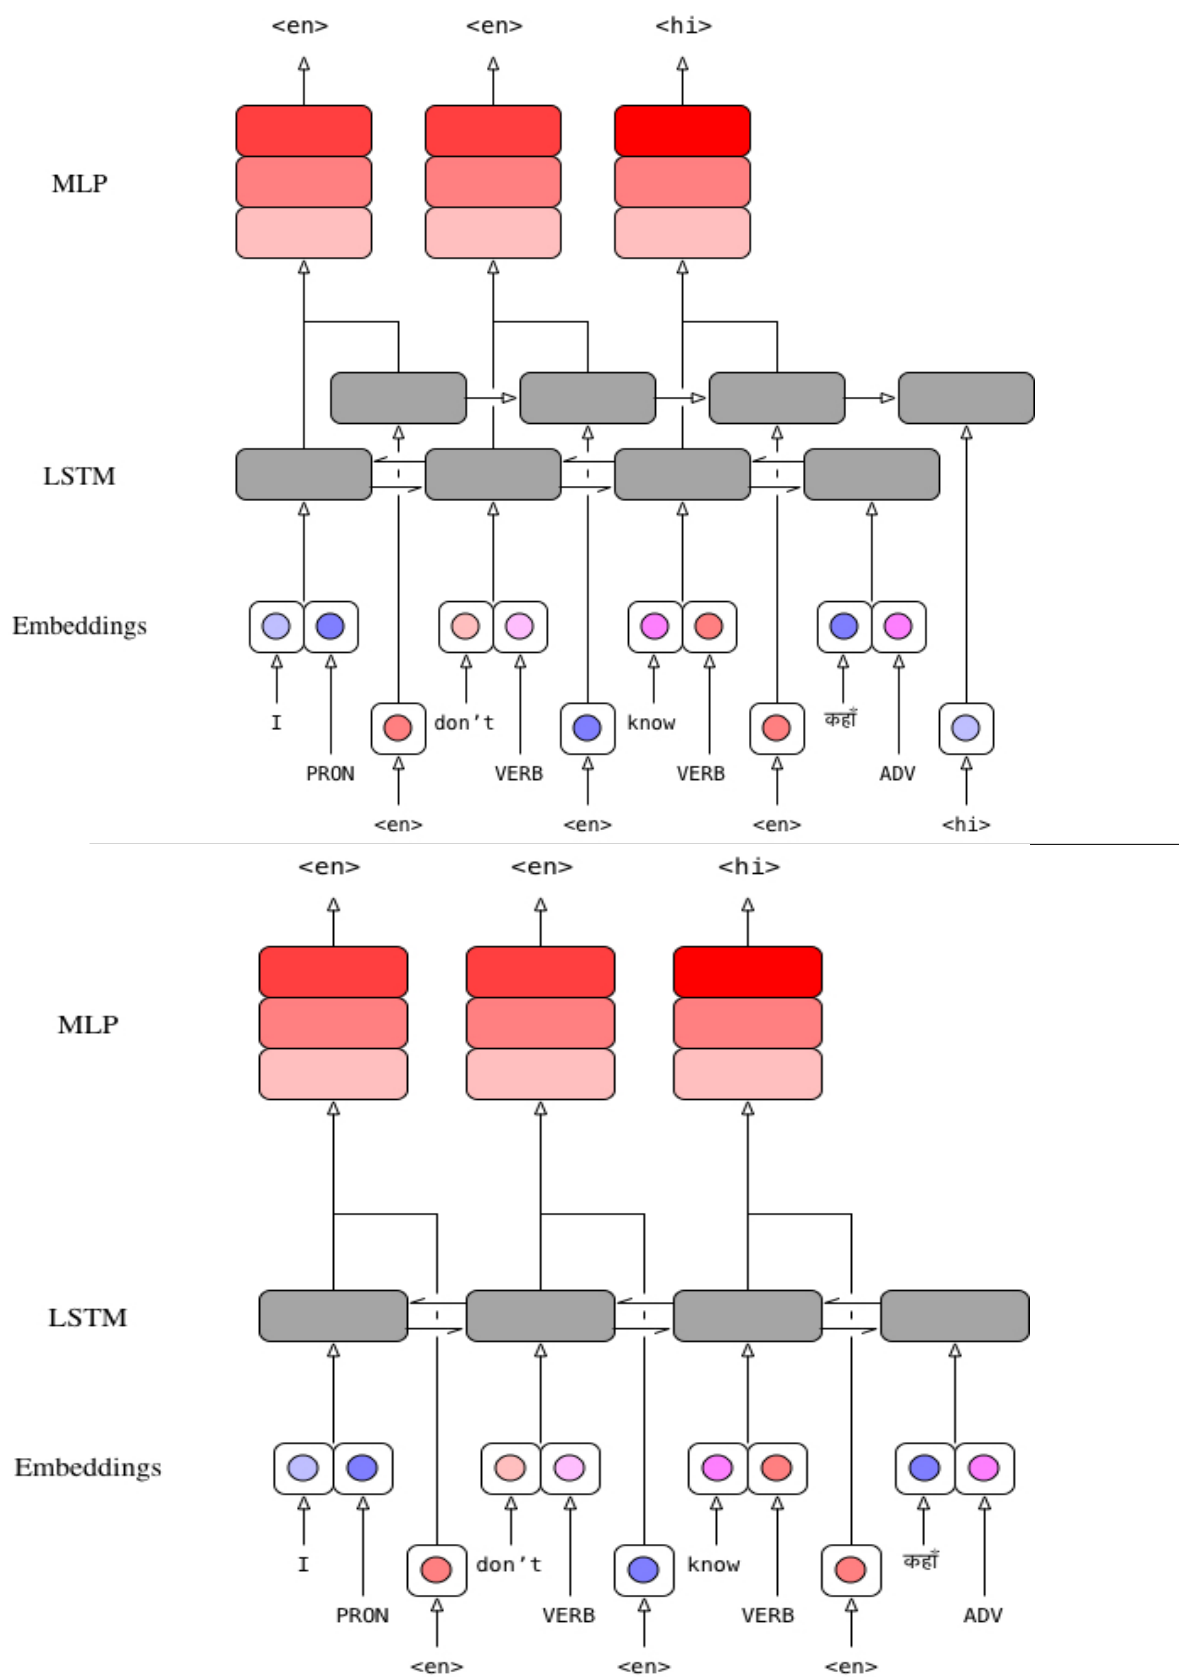 <en> <en> <hi>
MLP
LSTM
Embeddings
I don't know कहाँ
PRON VERB VERB ADV
<en> <en> <en> <hi>
<en> <en> <hi>
MLP
LSTM
Embeddings
I don't know कहाँ
PRON VERB VERB ADV
<en> <en> <en>